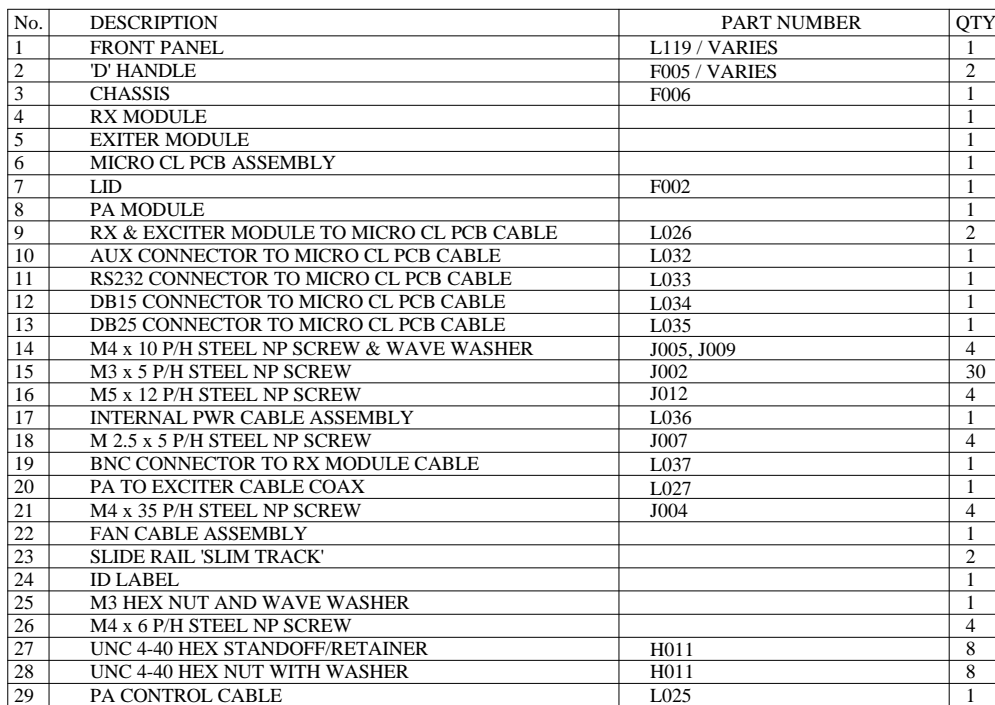 No. DESCRIPTION PART NUMBER QTY
1 FRONT PANEL L119 / VARIES 1
2 'D' HANDLE F005 / VARIES 2
3 CHASSIS F006 1
4 RX MODULE 1
5 EXITER MODULE 1
6 MICRO CL PCB ASSEMBLY 1
7 LID F002 1
8 PA MODULE 1
9 RX & EXCITER MODULE TO MICRO CL PCB CABLE L026 2
10 AUX CONNECTOR TO MICRO CL PCB CABLE L032 1
11 RS232 CONNECTOR TO MICRO CL PCB CABLE L033 1
12 DB15 CONNECTOR TO MICRO CL PCB CABLE L034 1
13 DB25 CONNECTOR TO MICRO CL PCB CABLE L035 1
14 M4 x 10 P/H STEEL NP SCREW & WAVE WASHER J005, J009 4
15 M3 x 5 P/H STEEL NP SCREW J002 30
16 M5 x 12 P/H STEEL NP SCREW J012 4
17 INTERNAL PWR CABLE ASSEMBLY L036 1
18 M 2.5 x 5 P/H STEEL NP SCREW J007 4
19 BNC CONNECTOR TO RX MODULE CABLE L037 1
20 PA TO EXCITER CABLE COAX L027 1
21 M4 x 35 P/H STEEL NP SCREW J004 4
22 FAN CABLE ASSEMBLY 1
23 SLIDE RAIL 'SLIM TRACK' 2
24 ID LABEL 1
25 M3 HEX NUT AND WAVE WASHER 1
26 M4 x 6 P/H STEEL NP SCREW 4
27 UNC 4-40 HEX STANDOFF/RETAINER H011 8
28 UNC 4-40 HEX NUT WITH WASHER H011 8
29 PA CONTROL CABLE L025 1